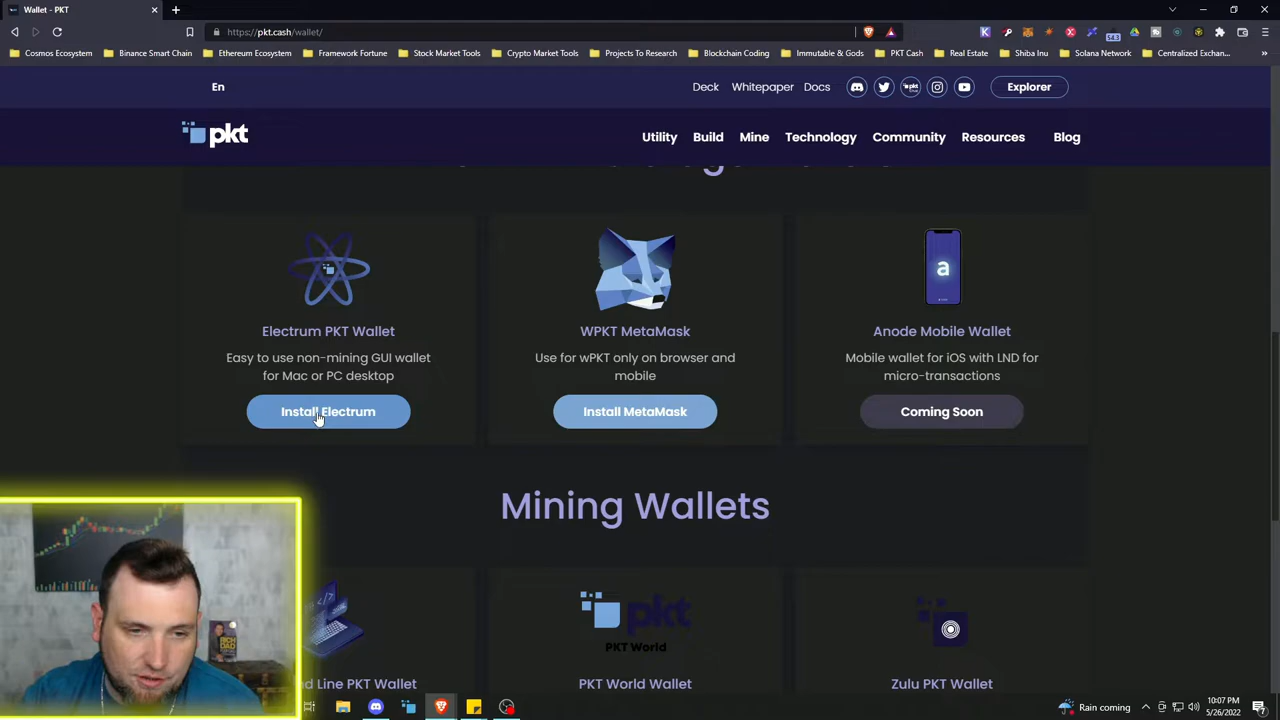 Wallet - PKT
https://pkt.cash/wallet/
Cosmos Ecosystem
Binance Smart Chain
Ethereum Ecosystem
Framework Fortune
Stock Market Tools
Crypto Market Tools
Projects To Research
Blockchain Coding
Immutable & Gods
PKT Cash
Real Estate
Shiba Inu
Solana Network
Centralized Exchan...
En
Deck
Whitepaper
Docs
Explorer
pkt
Utility
Build
Mine
Technology
Community
Resources
Blog
Electrum PKT Wallet
Easy to use non-mining GUI wallet
for Mac or PC desktop
Install Electrum
WPKT MetaMask
Use for wPKT only on browser and
mobile
Install MetaMask
a
Anode Mobile Wallet
Mobile wallet for iOS with LND for
micro-transactions
Coming Soon
Mining Wallets
Line PKT Wallet
pkt
PKT World
PKT World Wallet
Zulu PKT Wallet
RICH
DAD
Rain coming
10:07 PM
5/26/2022